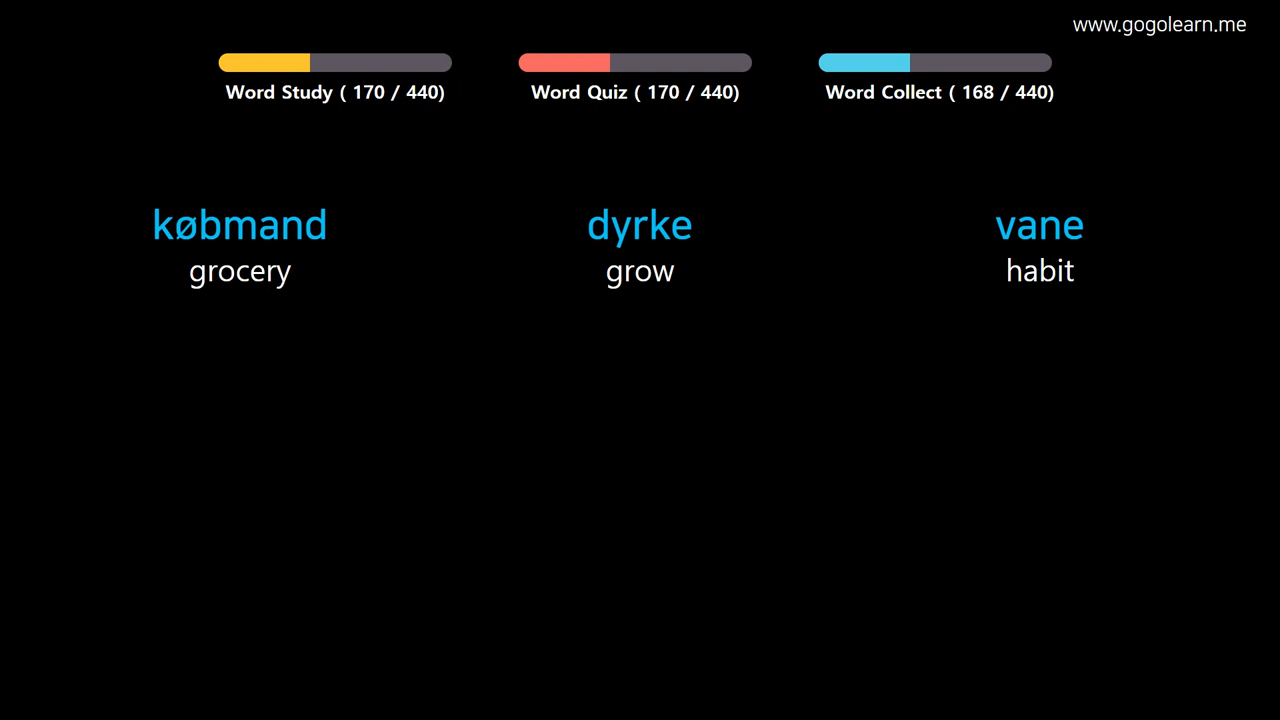 www.gogolearn.me
Word Study ( 170 / 440)
Word Quiz ( 170 / 440)
Word Collect ( 168 / 440)
købmand
grocery
dyrke
grow
vane
habit